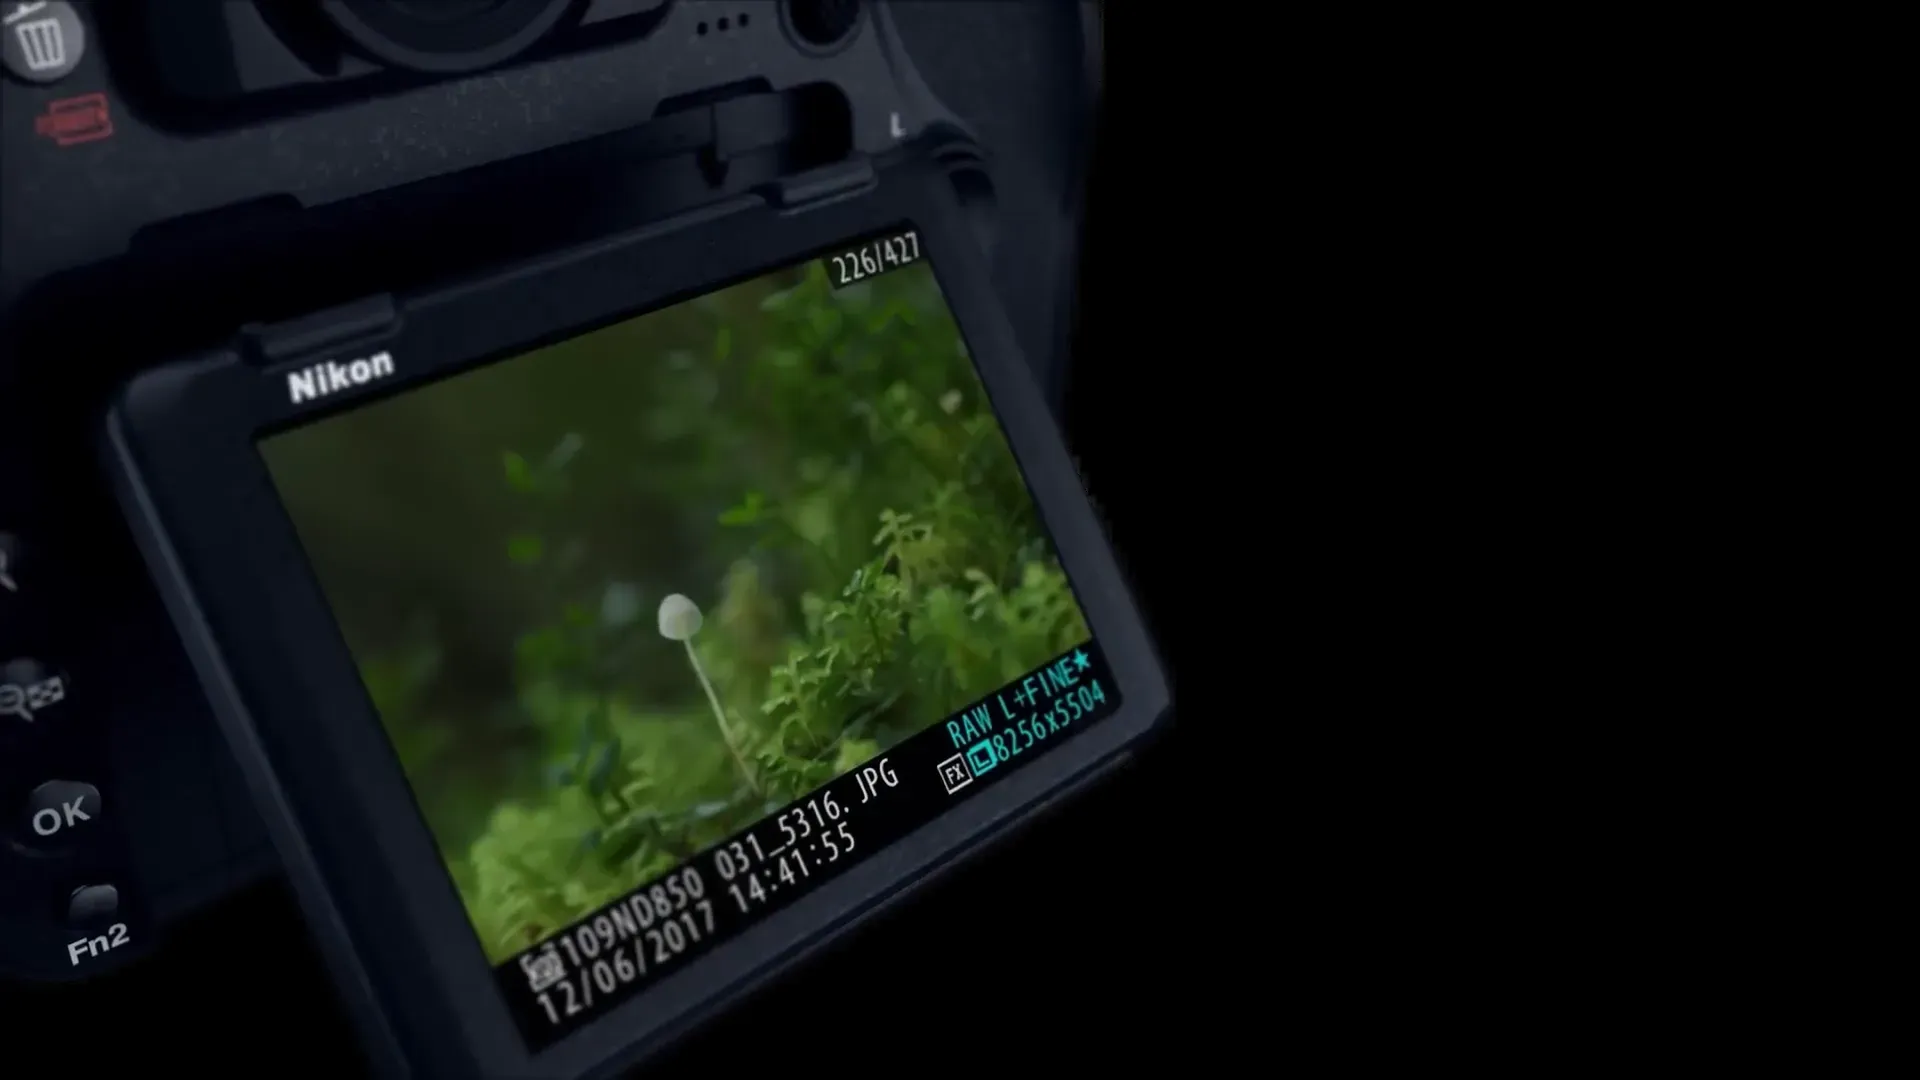 L
226/427
Nikon
RAW L+FINE★
FX L 8256x5504
109ND850 031_5316.JPG
12/06/2017 14:41:55
OK
Fn2